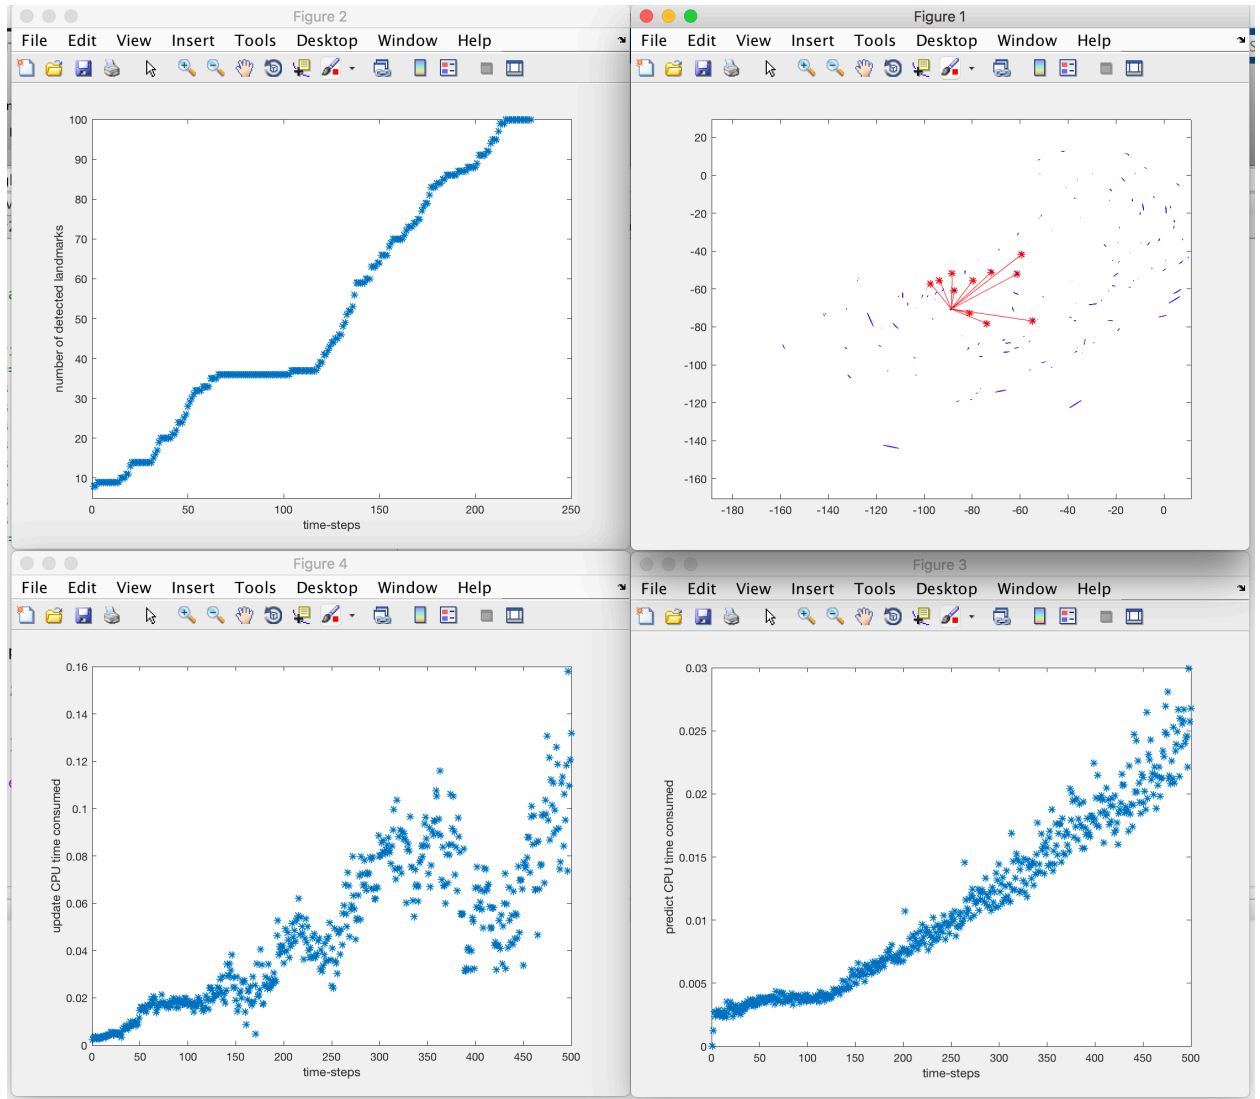 Figure 2
File Edit View Insert Tools Desktop Window Help
100
90
80
70
60
50
40
30
20
10
number of detected landmarks
0 50 100 150 200 250
time-steps
Figure 1
File Edit View Insert Tools Desktop Window Help
20
0
-20
-40
-60
-80
-100
-120
-140
-160
-180 -160 -140 -120 -100 -80 -60 -40 -20 0
Figure 4
File Edit View Insert Tools Desktop Window Help
0.16
0.14
0.12
0.1
0.08
0.06
0.04
0.02
0
update CPU time consumed
0 50 100 150 200 250 300 350 400 450 500
time-steps
Figure 3
File Edit View Insert Tools Desktop Window Help
0.03
0.025
0.02
0.015
0.01
0.005
0
predict CPU time consumed
0 50 100 150 200 250 300 350 400 450 500
time-steps